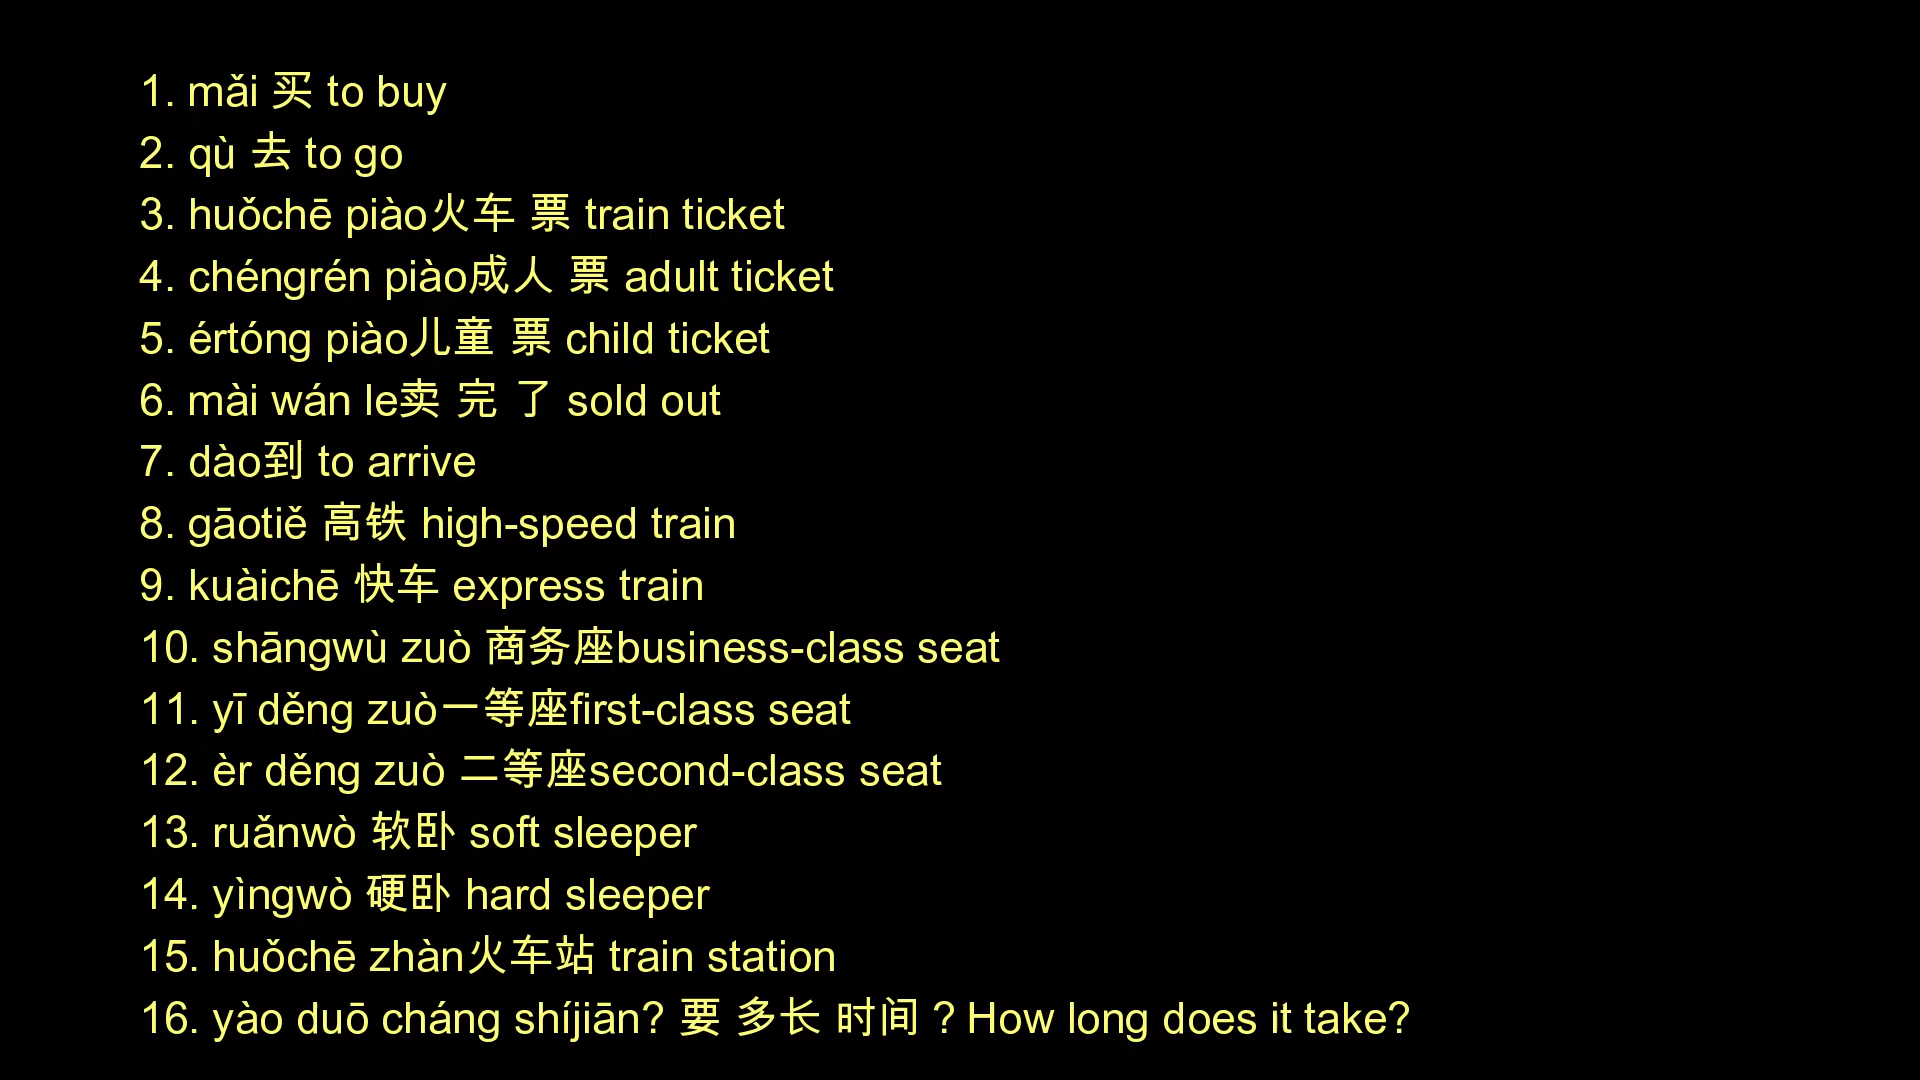 1. mǎi 买 to buy
2. qù 去 to go
3. huǒchē piào火车 票 train ticket
4. chéngrén piào成人 票 adult ticket
5. értóng piào儿童 票 child ticket
6. mài wán le卖 完 了 sold out
7. dào到 to arrive
8. gāotiě 高铁 high-speed train
9. kuàichē 快车 express train
10. shāngwù zuò 商务座business-class seat
11. yī děng zuò一等座first-class seat
12. èr děng zuò 二等座second-class seat
13. ruǎnwò 软卧 soft sleeper
14. yìngwò 硬卧 hard sleeper
15. huǒchē zhàn火车站 train station
16. yào duō cháng shíjiān? 要 多长 时间 ? How long does it take?